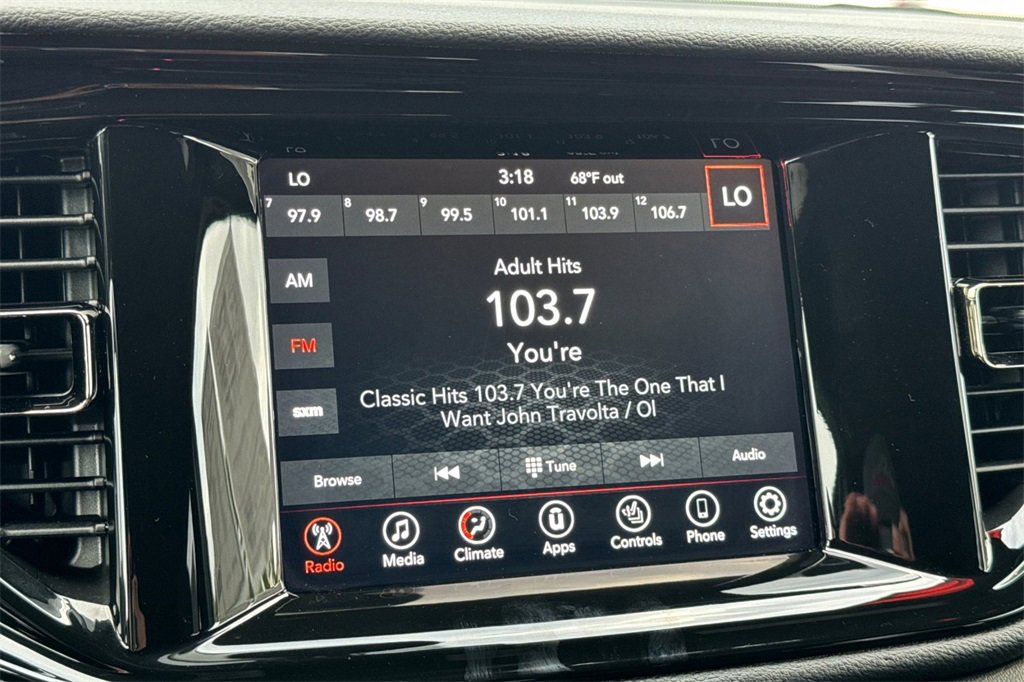 LO 3:18 68°F out
LO
7 97.9 8 98.7 9 99.5 10 101.1 11 103.9 12 106.7
AM
FM
sxm
Adult Hits
103.7
You're
Classic Hits 103.7 You're The One That I
Want John Travolta / Ol
Browse Tune Audio
Radio Media Climate Apps Controls Phone Settings